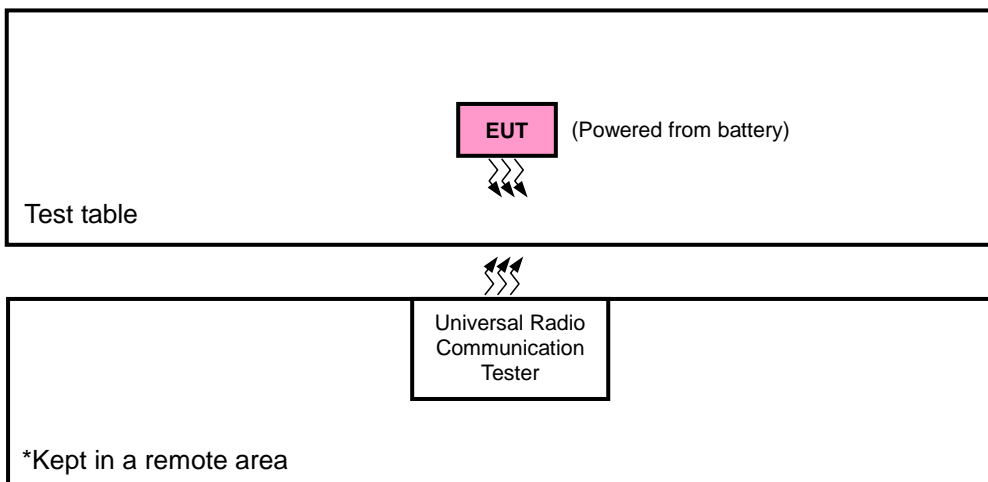 EUT
(Powered from battery)
Test table
Universal Radio
Communication
Tester
*Kept in a remote area